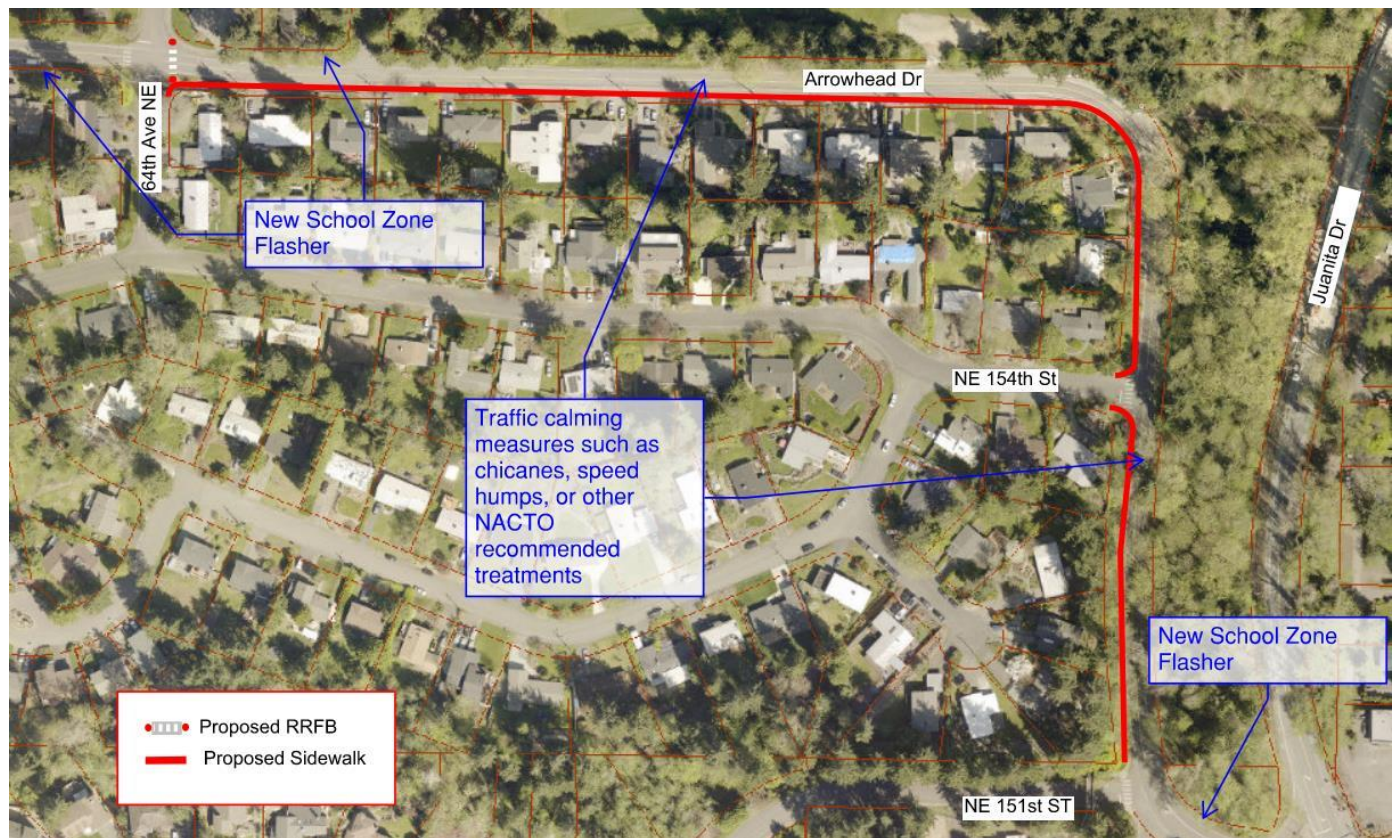 Arrowhead Dr
64th Ave NE
New School Zone
Flasher
Juanita Dr
NE 154th St
Traffic calming
measures such as
chicanes, speed
humps, or other
NACTO
recommended
treatments
New School Zone
Flasher
Proposed RRFB
Proposed Sidewalk
NE 151st ST